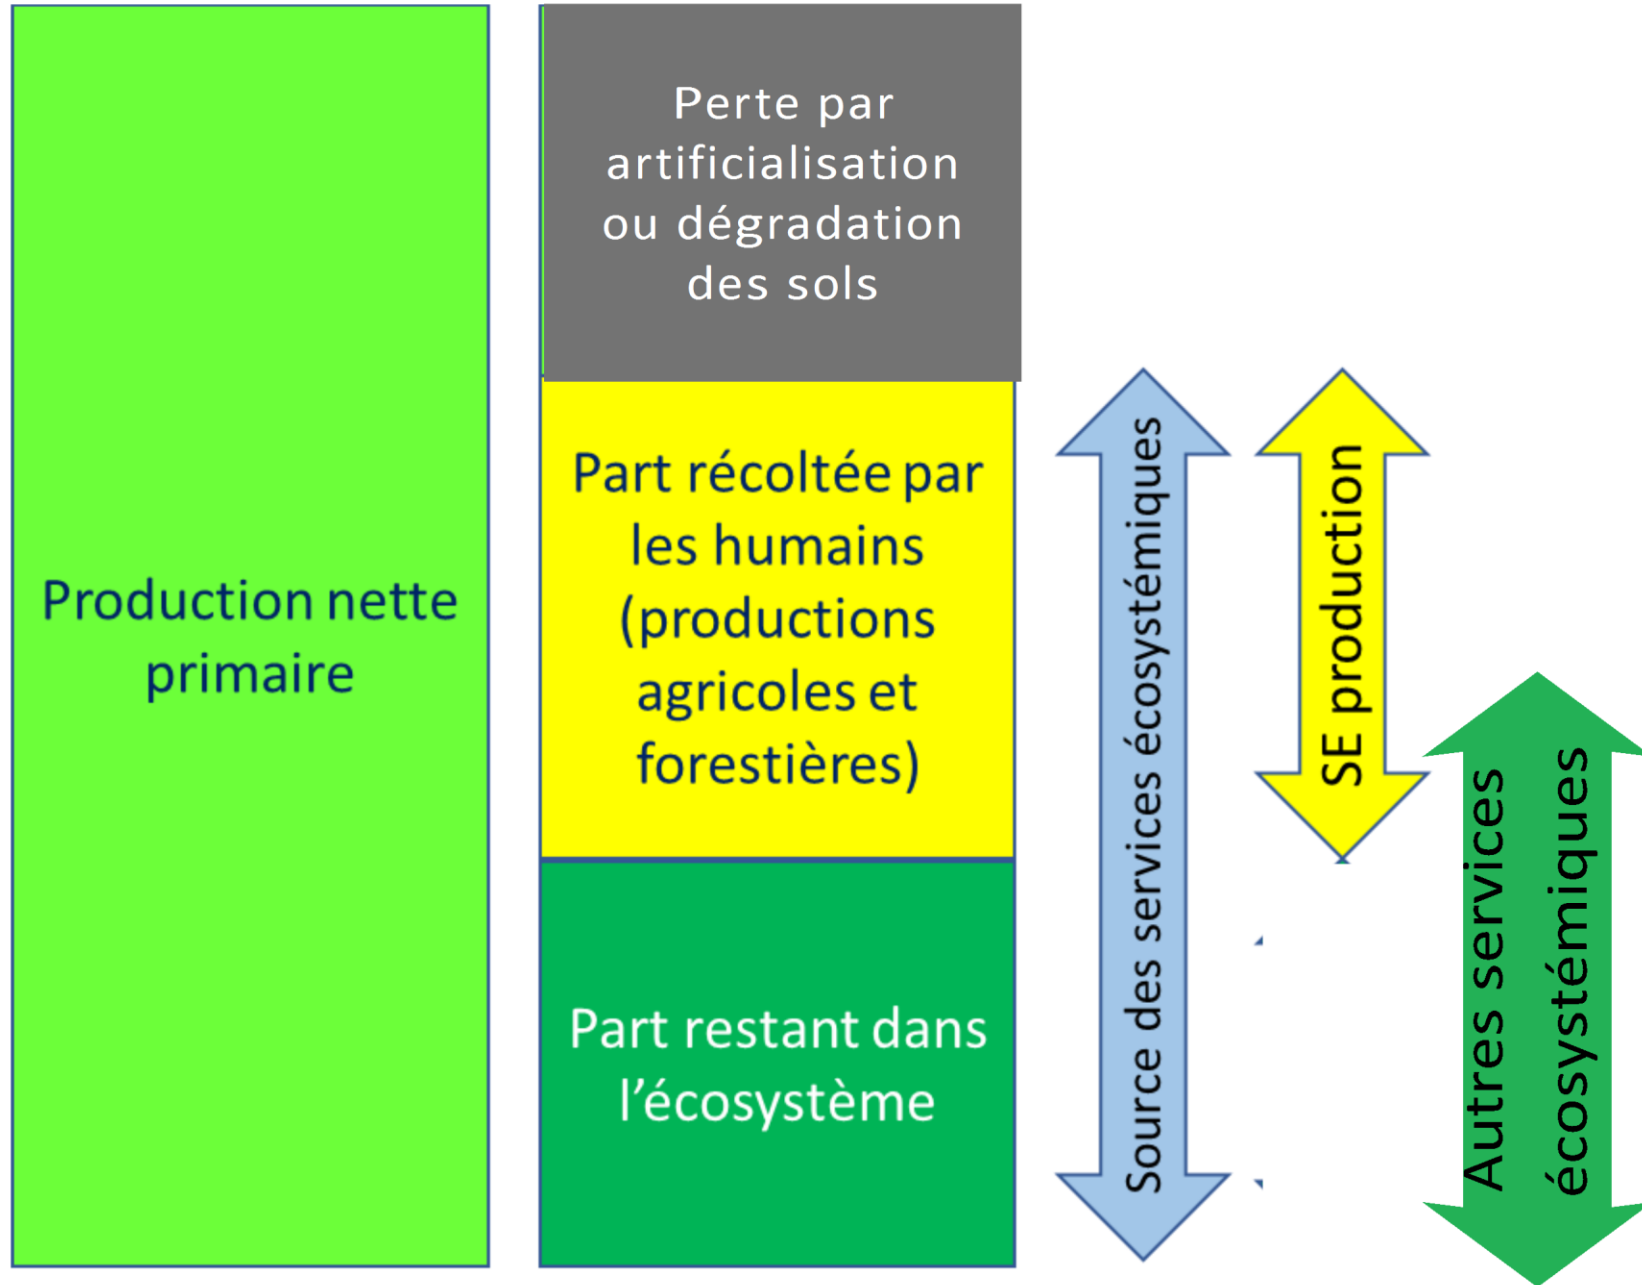 Production nette
primaire
Perte par
artificialisation
ou dégradation
des sols
Part récoltée par
les humains
(productions
agricoles et
forestières)
Part restant dans
l’écosystème
Source des services écosystémiques
SE production
Autres services
écosystémiques